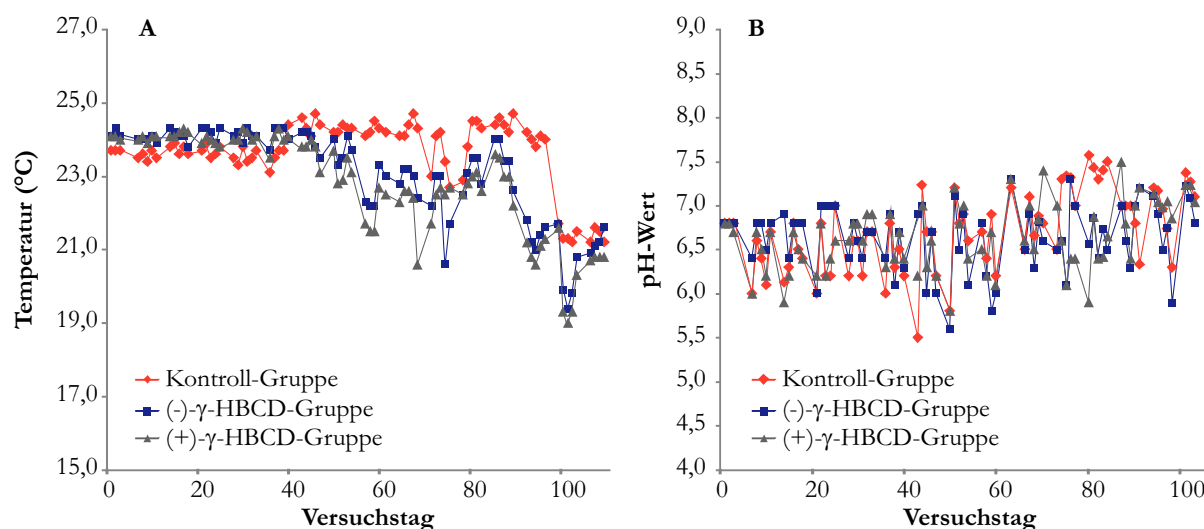 A
27,0
25,0
23,0
21,0
19,0
17,0
15,0
Temperatur (°C)
Kontroll-Gruppe
(-)-γ-HBCD-Gruppe
(+)-γ-HBCD-Gruppe
0 20 40 60 80 100
Versuchstag
B
9,0
8,5
8,0
7,5
7,0
6,5
6,0
5,5
5,0
4,5
4,0
pH-Wert
Kontroll-Gruppe
(-)-γ-HBCD-Gruppe
(+)-γ-HBCD-Gruppe
0 20 40 60 80 100
Versuchstag